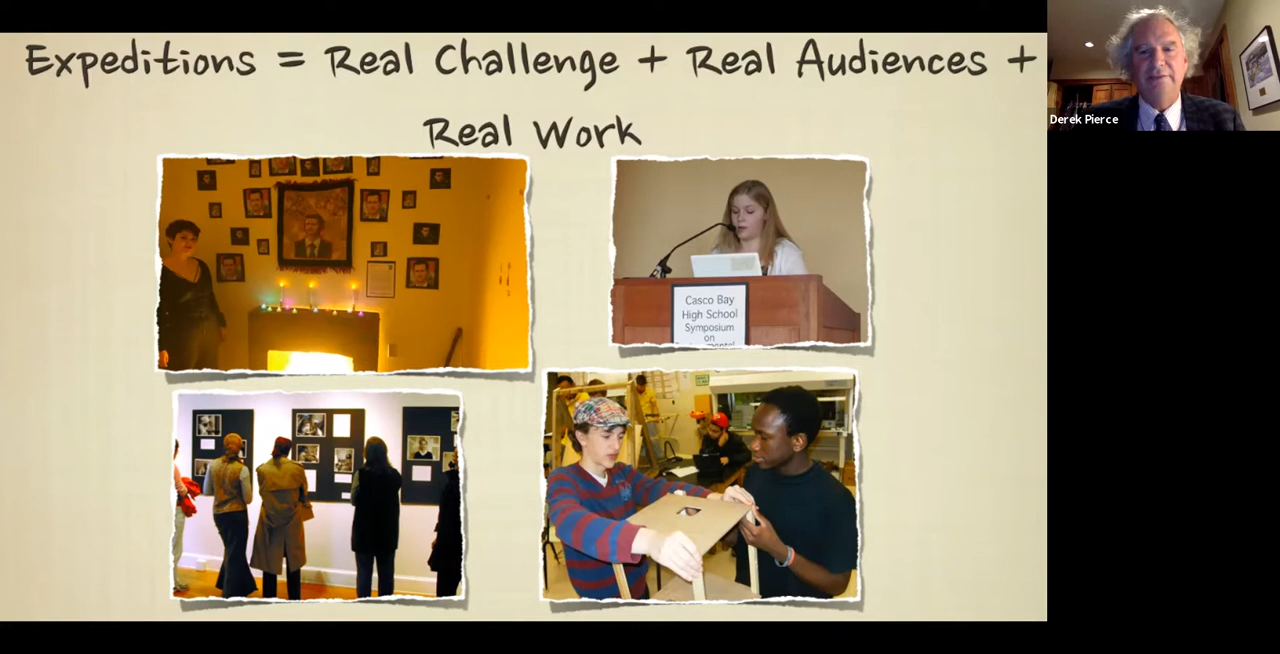 Expeditions = Real Challenge + Real Audiences +
Real Work
Derek Pierce
Casco Bay
High School
Symposium
on